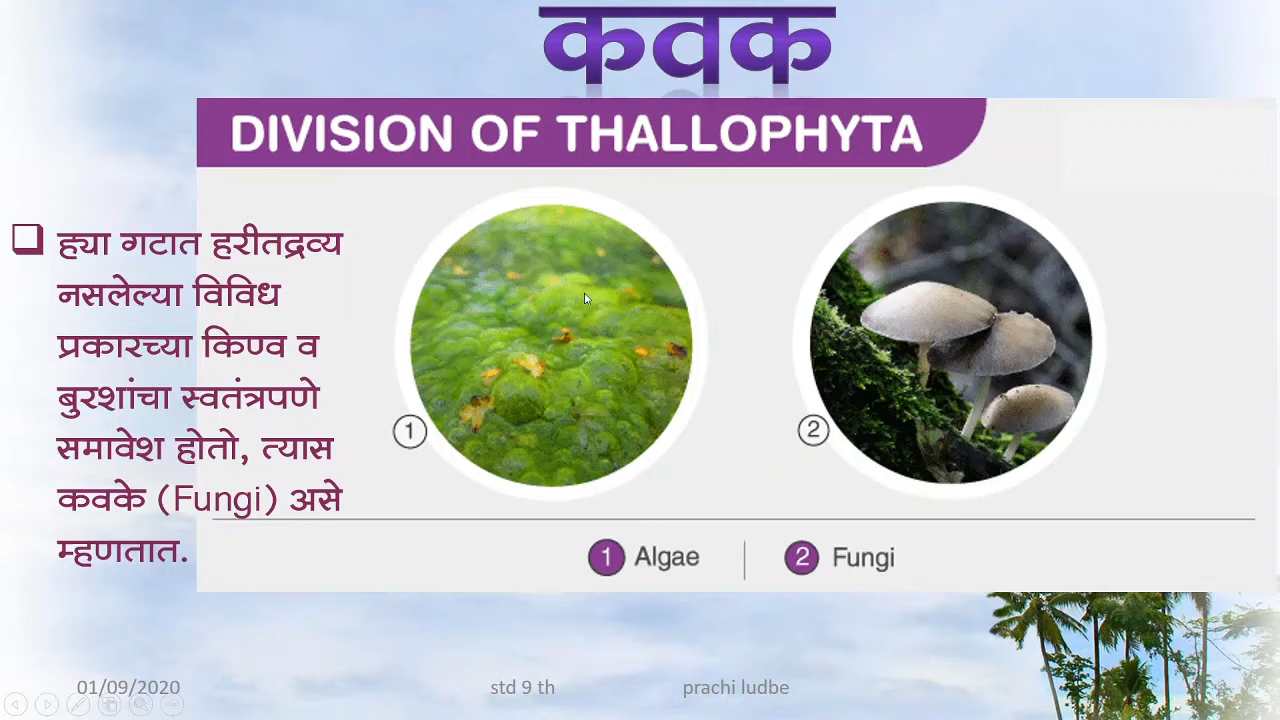 कवक
DIVISION OF THALLOPHYTA
ह्या गटात हरीतद्रव्य
नसलेल्या विविध
प्रकारच्या किण्व व
बुरशांचा स्वतंत्रपणे
समावेश होतो, त्यास
कवके (Fungi) असे
म्हणतात.
1
2
1 Algae
2 Fungi
01/09/2020
std 9 th
prachi ludbe